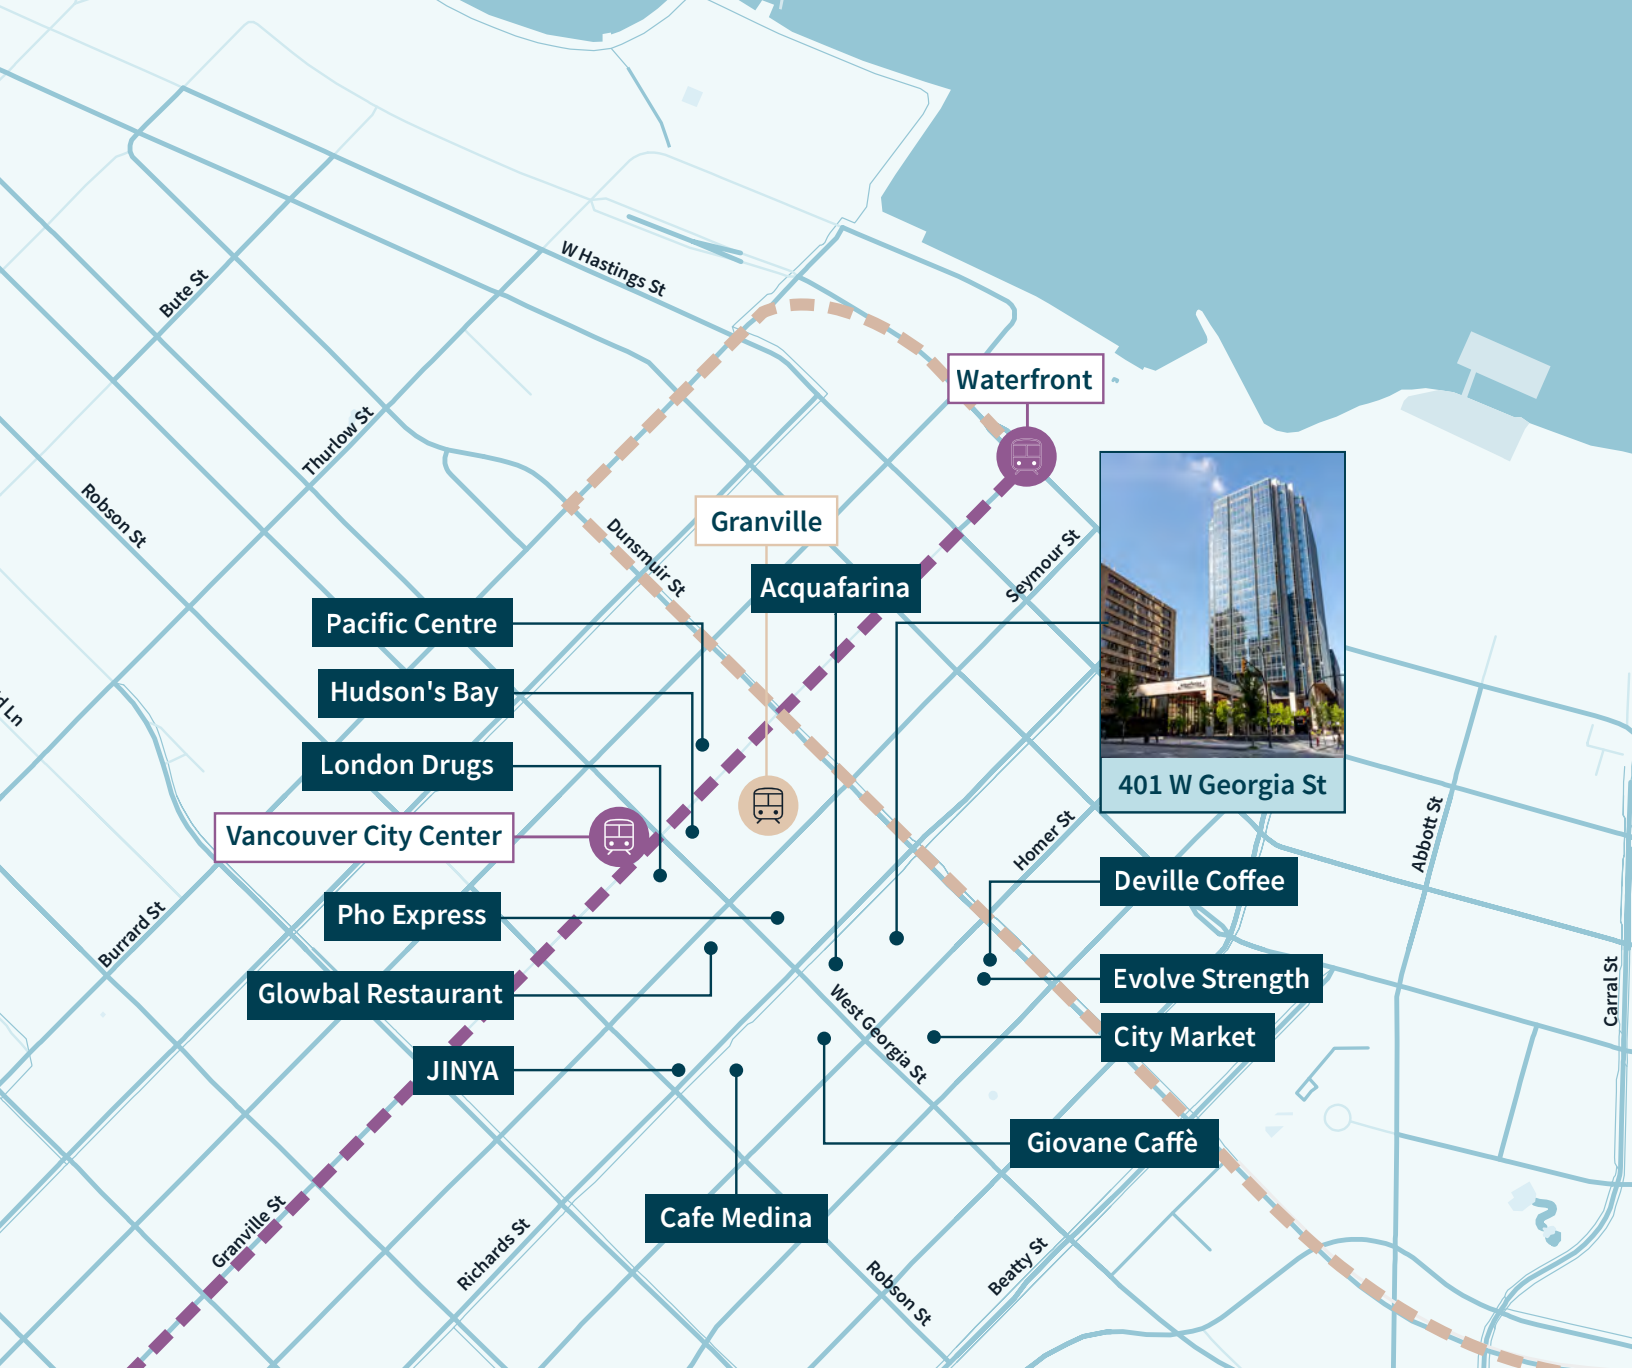 W Hastings St
Bute St
Waterfront
Thurlow St
Robson St
Granville
Dunsmuir St
Seymour St
Acquafarina
Pacific Centre
Hudson's Bay
d Ln
London Drugs
401 W Georgia St
Vancouver City Center
Homer St
Abbott St
Deville Coffee
Pho Express
Burrard St
Evolve Strength
Glowbal Restaurant
Carral St
West Georgia St
City Market
JINYA
Giovane Caffè
Cafe Medina
Granville St
Richards St
Beatty St
Robson St